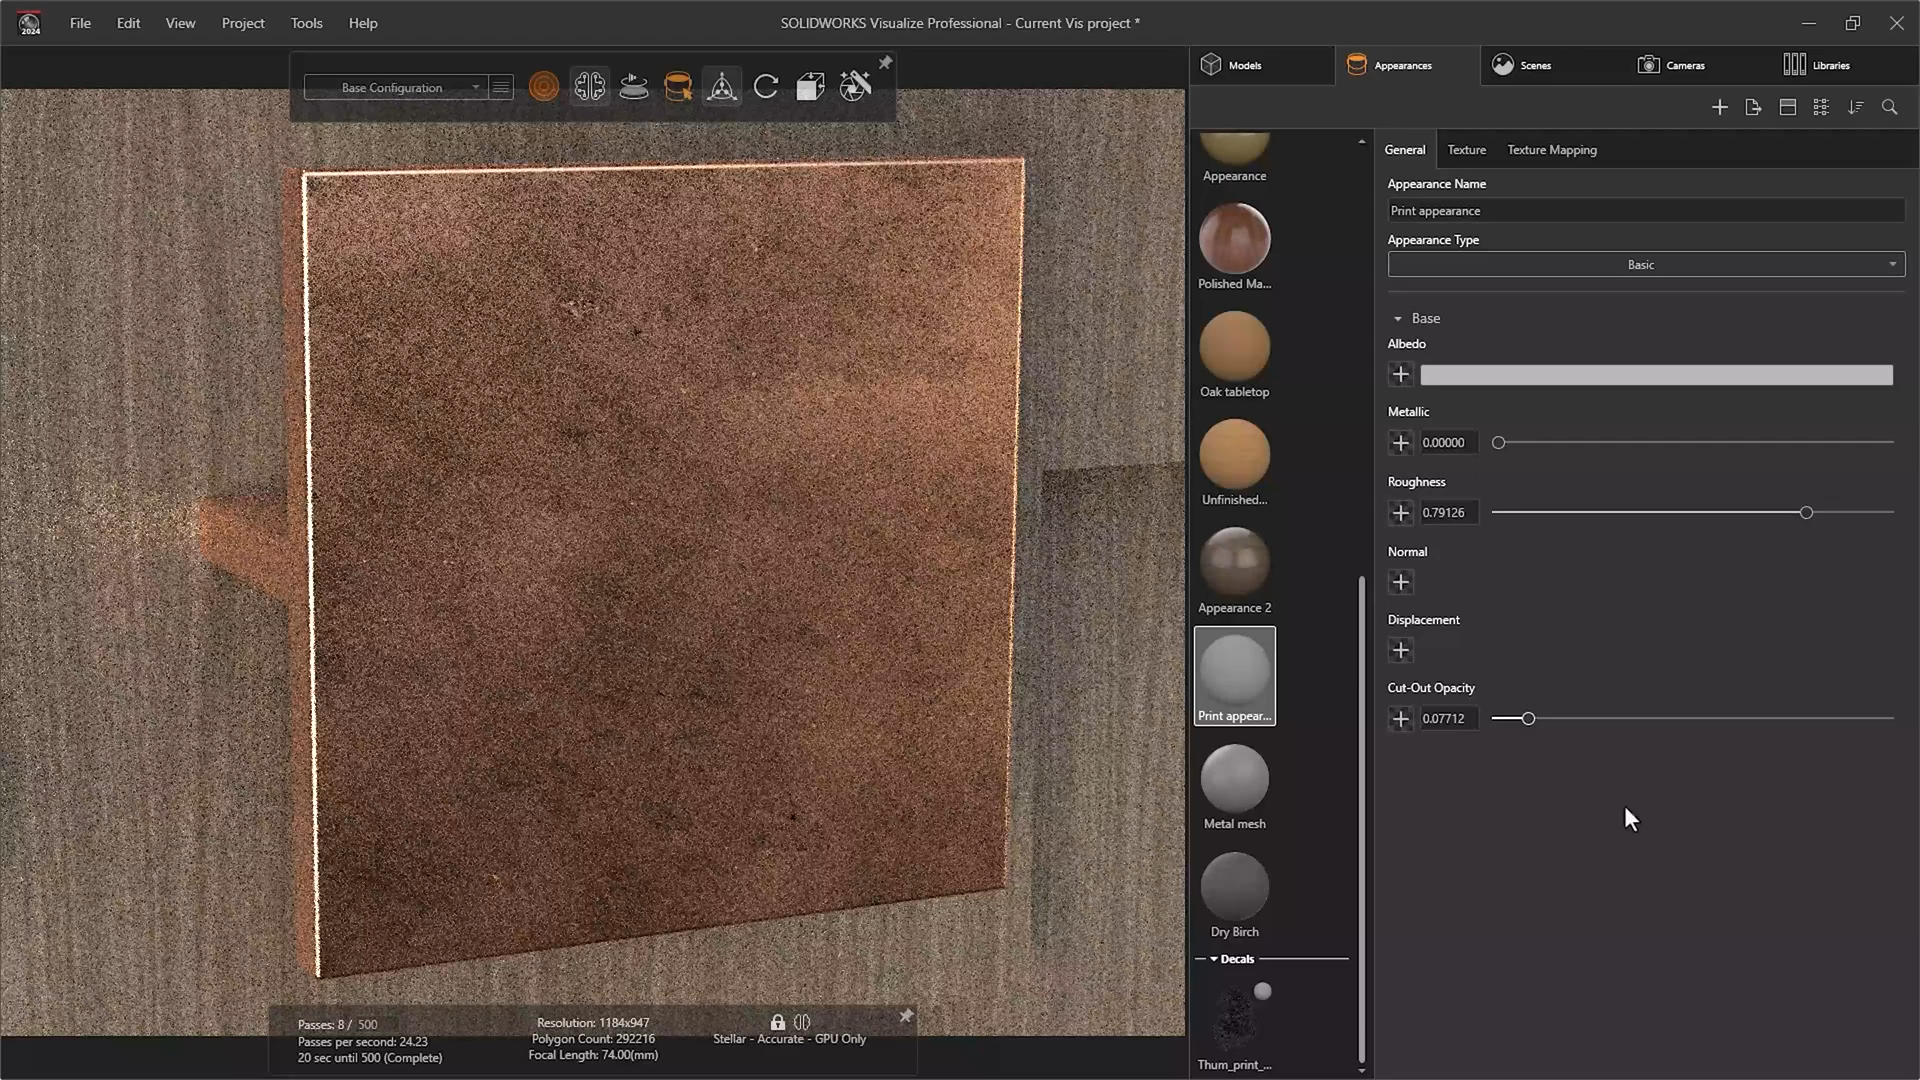 2024
File Edit View Project Tools Help
SOLIDWORKS Visualize Professional - Current Vis project *
Base Configuration
Models
Appearances
Scenes
Cameras
Libraries
Appearance
Polished Ma...
Oak tabletop
Unfinished...
Appearance 2
Print appear...
Metal mesh
Dry Birch
Decals
Thum_print_...
General Texture Texture Mapping
Appearance Name
Print appearance
Appearance Type
Basic
Base
Albedo
Metallic
0.00000
Roughness
0.79126
Normal
Displacement
Cut-Out Opacity
0.07712
Passes: 8 / 500
Passes per second: 24.23
20 sec until 500 (Complete)
Resolution: 1184x947
Polygon Count: 292216
Focal Length: 74.00(mm)
Stellar - Accurate - GPU Only